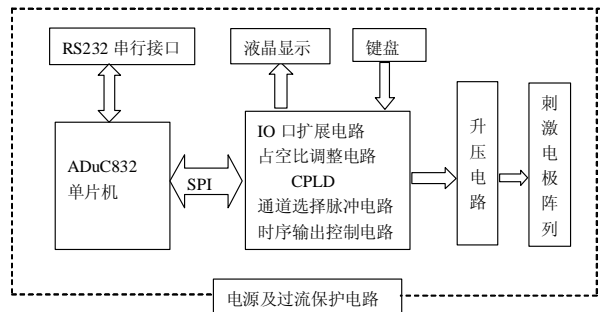 RS232 串行接口
液晶显示
键盘
ADuC832
单片机
SPI
IO 口扩展电路
占空比调整电路
CPLD
通道选择脉冲电路
时序输出控制电路
升压电路
刺激电极阵列
电源及过流保护电路